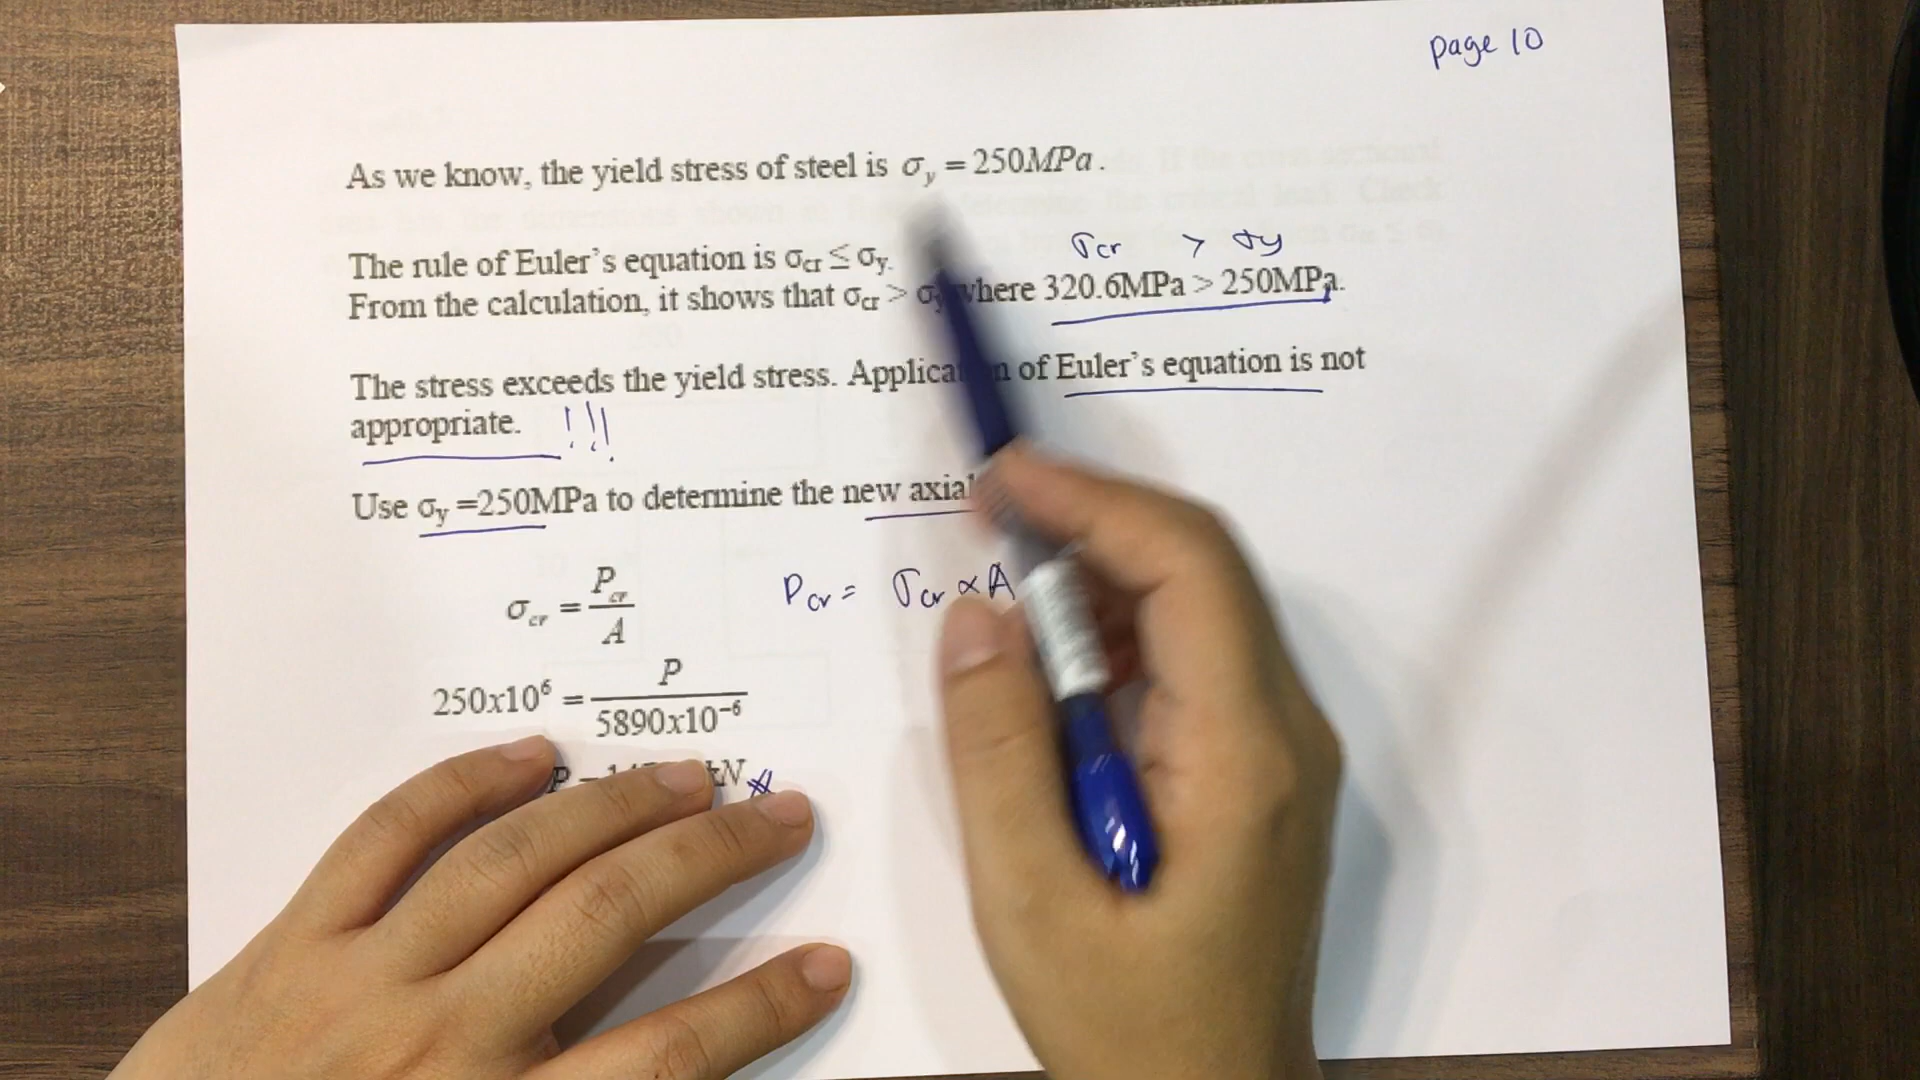 page 10
As we know, the yield stress of steel is σy = 250MPa.
σcr > σy
The rule of Euler's equation is σcr ≤ σy.
From the calculation, it shows that σcr > σy where 320.6MPa > 250MPa.
The stress exceeds the yield stress. Application of Euler's equation is not
appropriate. !!!
Use σy =250MPa to determine the new axial
σcr = Pcr / A
Pcr = σcr × A
250x10⁶ = P / 5890x10⁻⁶
P = kN